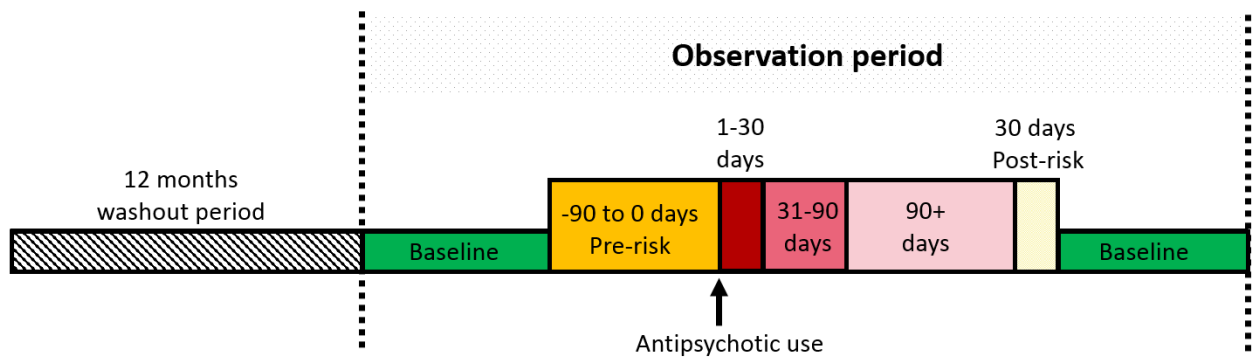 Observation period
12 months
washout period
Baseline
-90 to 0 days
Pre-risk
1-30
days
31-90
days
90+
days
30 days
Post-risk
Baseline
Antipsychotic use